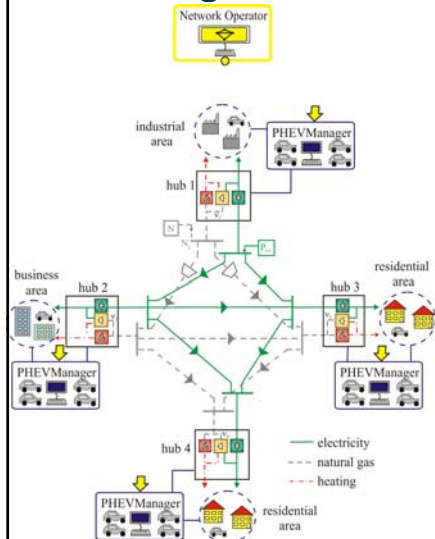 Network Operator
industrial
area
PHEVManager
hub 1
business
area
hub 2
hub 3
residential
area
PHEVManager
PHEVManager
hub 4
electricity
natural gas
heating
PHEVManager
residential
area